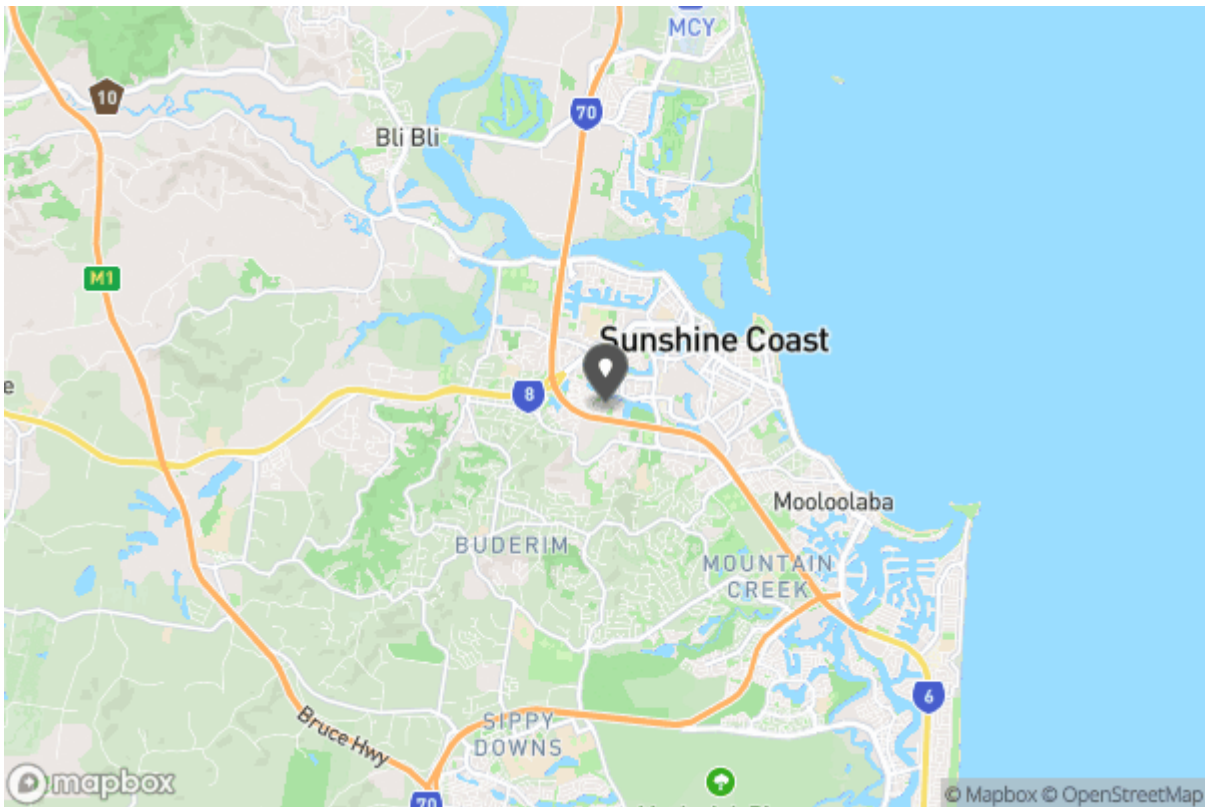 MCY
10
70
Bli Bli
M1
Sunshine Coast
e
8
Mooloolaba
BUDERIM
MOUNTAIN
CREEK
6
SIPPY
DOWNS
Bruce Hwy
70
mapbox
© Mapbox © OpenStreetMap